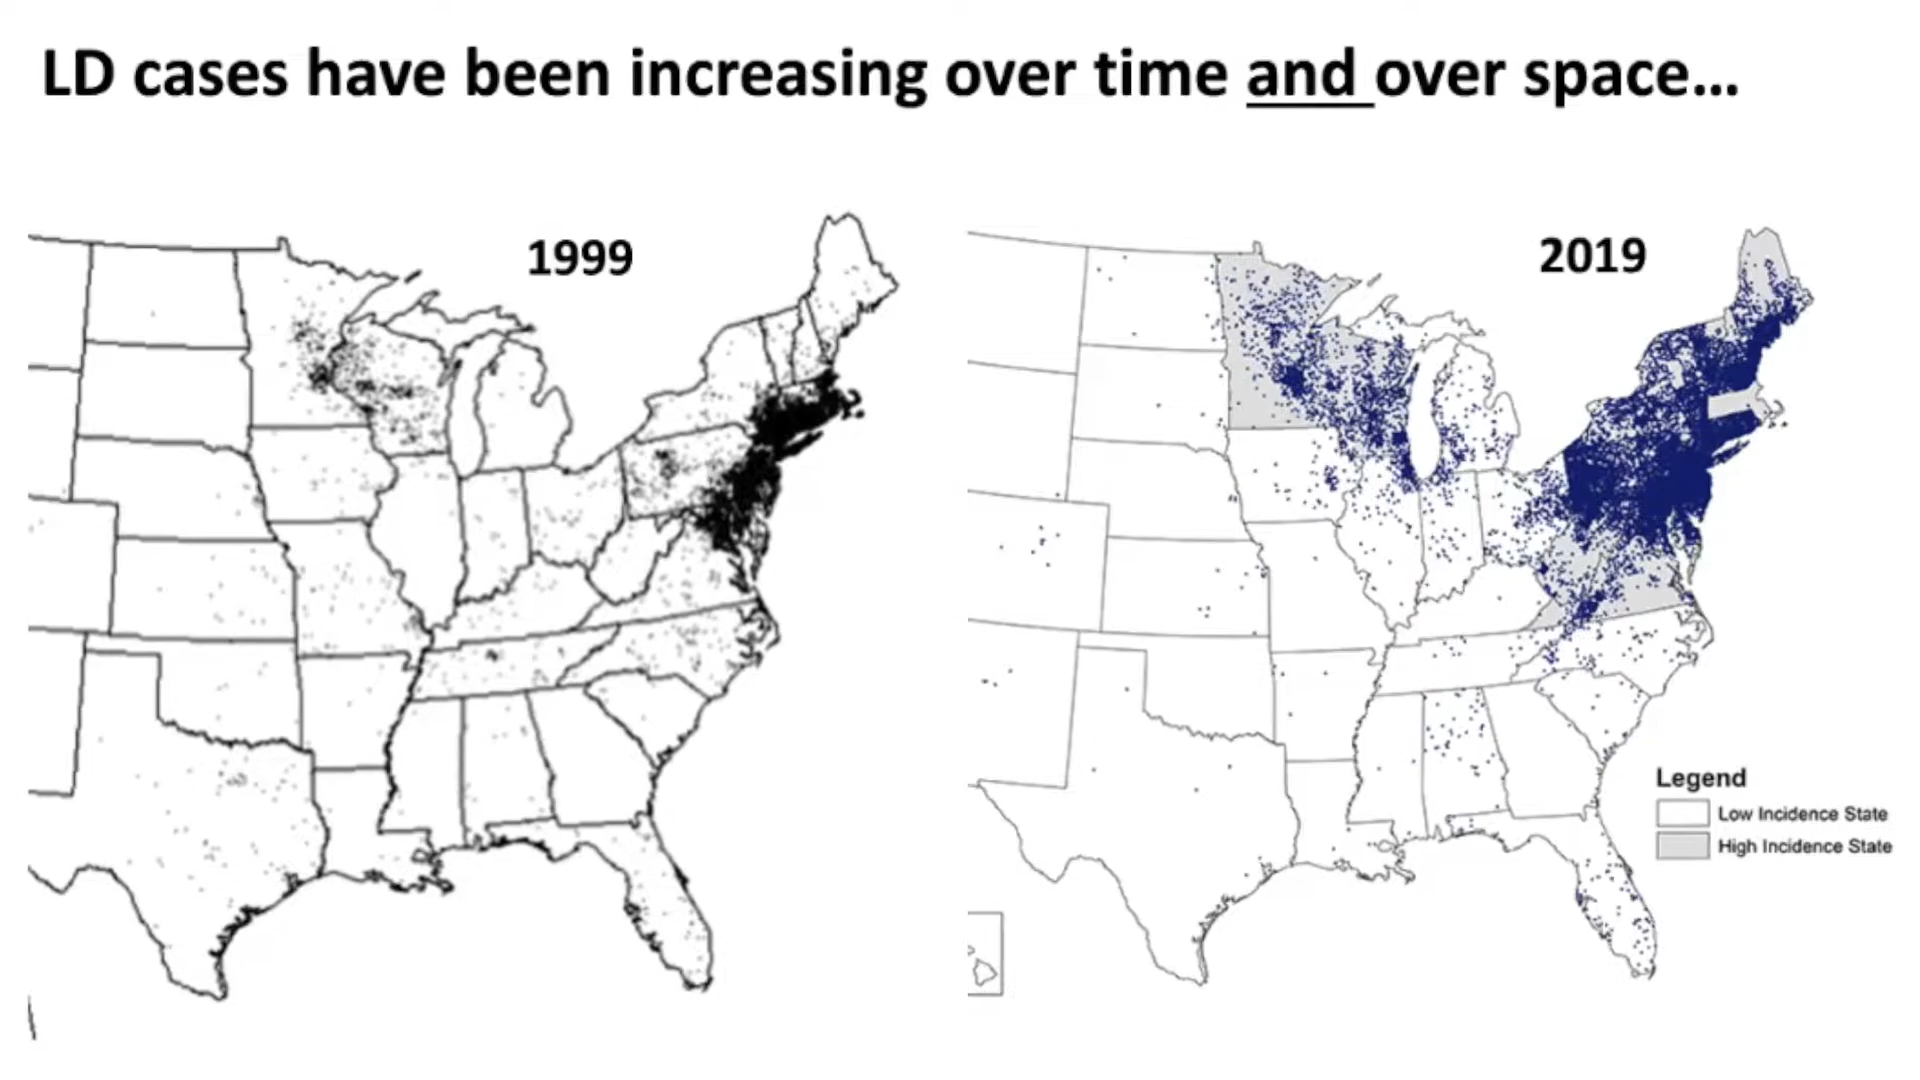 LD cases have been increasing over time and over space...
1999
2019
Legend
Low Incidence State
High Incidence State